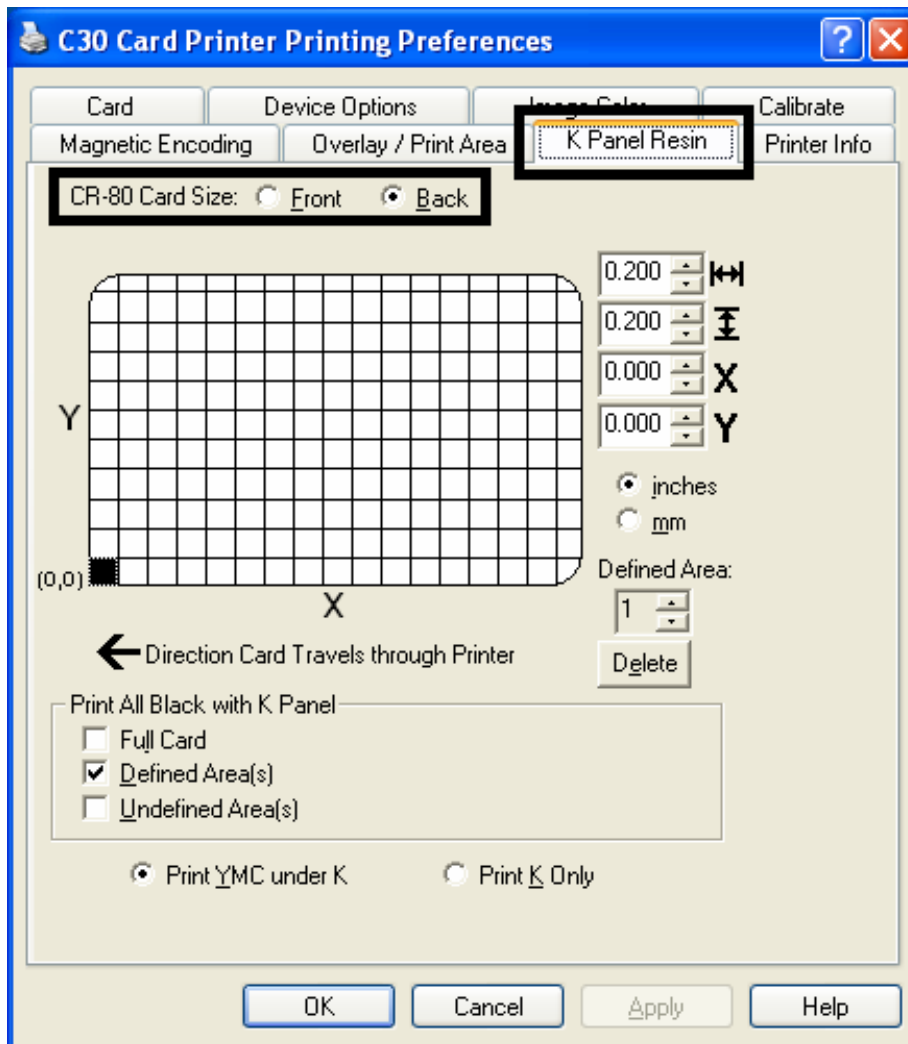 C30 Card Printer Printing Preferences
Card Device Options Image Color Calibrate
Magnetic Encoding Overlay / Print Area K Panel Resin Printer Info
CR-80 Card Size: Front Back
0.200
0.200
0.000 X
Y 0.000 Y
inches
mm
(0,0) Defined Area:
X 1
Direction Card Travels through Printer Delete
Print All Black with K Panel
Full Card
Defined Area(s)
Undefined Area(s)
Print YMC under K Print K Only
OK Cancel Apply Help